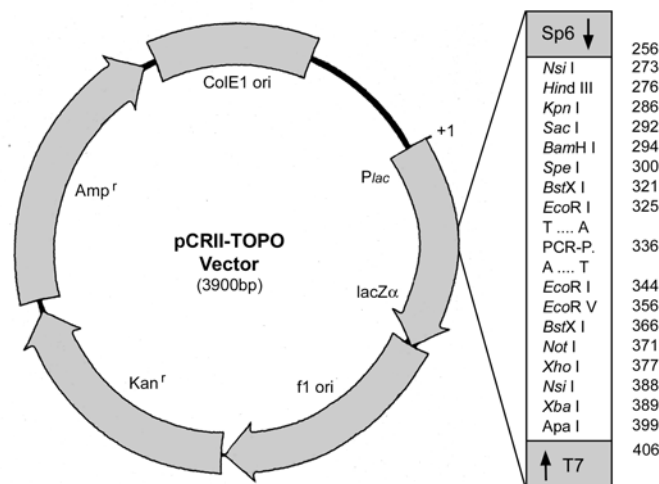 ColE1 ori
+1
Plac
Amp r
pCRII-TOPO
Vector
(3900bp)
lacZα
Kan r
f1 ori
Sp6
256
Nsi I 273
Hind III 276
Kpn I 286
Sac I 292
BamH I 294
Spe I 300
BstX I 321
EcoR I 325
T .... A
PCR-P. 336
A .... T
EcoR I 344
EcoR V 356
BstX I 366
Not I 371
Xho I 377
Nsi I 388
Xba I 389
Apa I 399
406
T7